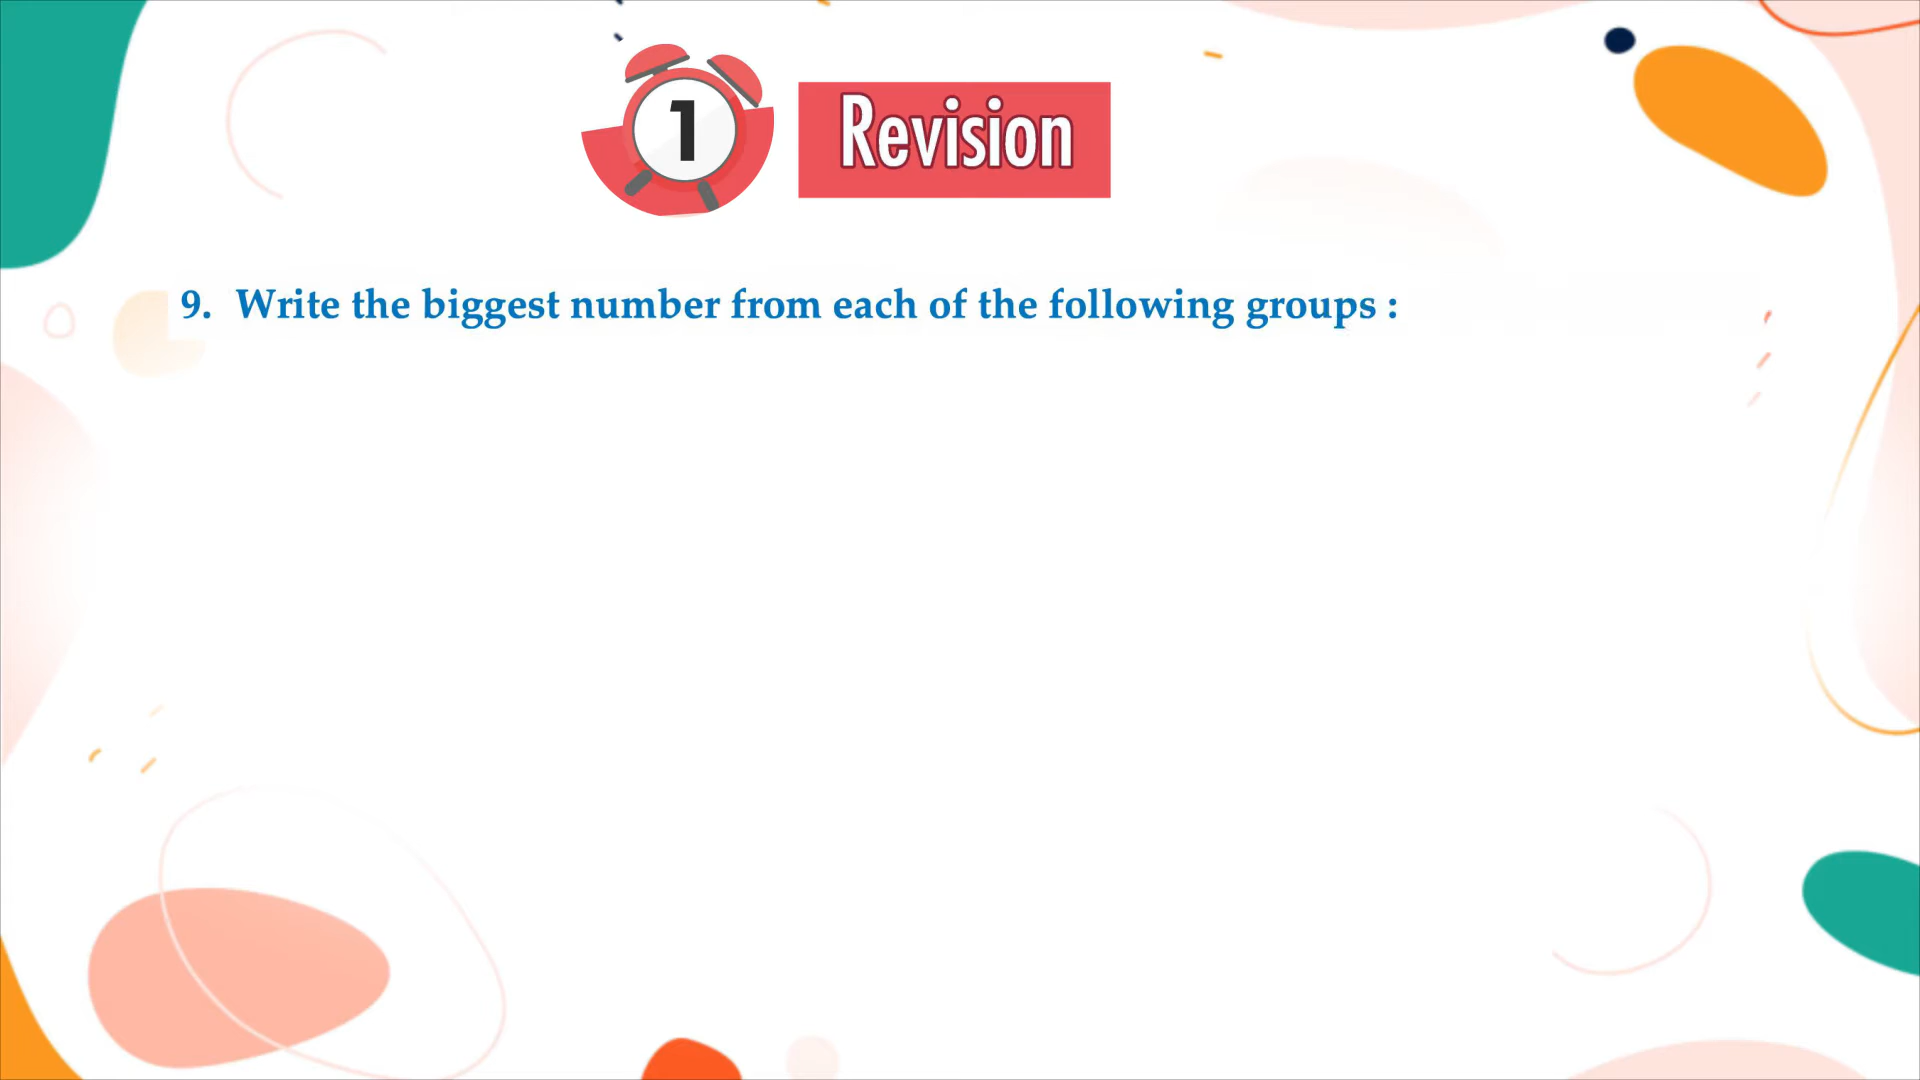 1
Revision
9. Write the biggest number from each of the following groups :